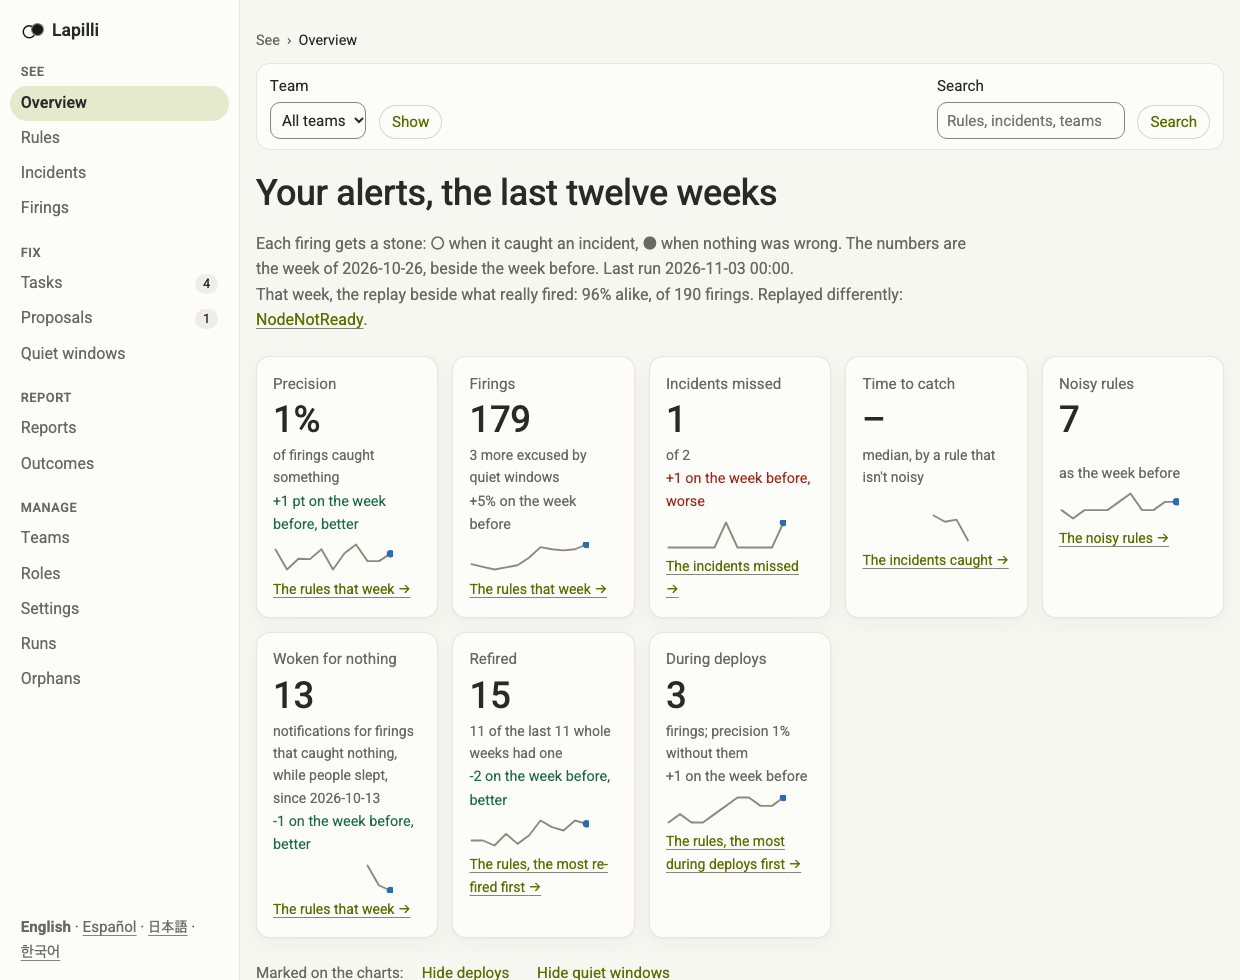 Lapilli
SEE
Overview
Rules
Incidents
Firings
FIX
Tasks 4
Proposals 1
Quiet windows
REPORT
Reports
Outcomes
MANAGE
Teams
Roles
Settings
Runs
Orphans
English · Español · 日本語 ·
한국어
See › Overview
Team
All teams
Show
Search
Rules, incidents, teams
Search
Your alerts, the last twelve weeks
Each firing gets a stone: ○ when it caught an incident, ● when nothing was wrong. The numbers are
the week of 2026-10-26, beside the week before. Last run 2026-11-03 00:00.
That week, the replay beside what really fired: 96% alike, of 190 firings. Replayed differently:
NodeNotReady.
Precision
1%
of firings caught
something
+1 pt on the week
before, better
The rules that week →
Firings
179
3 more excused by
quiet windows
+5% on the week
before
The rules that week →
Incidents missed
1
of 2
+1 on the week before,
worse
The incidents missed
→
Time to catch
–
median, by a rule that
isn't noisy
The incidents caught →
Noisy rules
7
as the week before
The noisy rules →
Woken for nothing
13
notifications for firings
that caught nothing,
while people slept,
since 2026-10-13
-1 on the week before,
better
The rules that week →
Refired
15
11 of the last 11 whole
weeks had one
-2 on the week before,
better
The rules, the most re-
fired first →
During deploys
3
firings; precision 1%
without them
+1 on the week before
The rules, the most
during deploys first →
Marked on the charts: Hide deploys Hide quiet windows